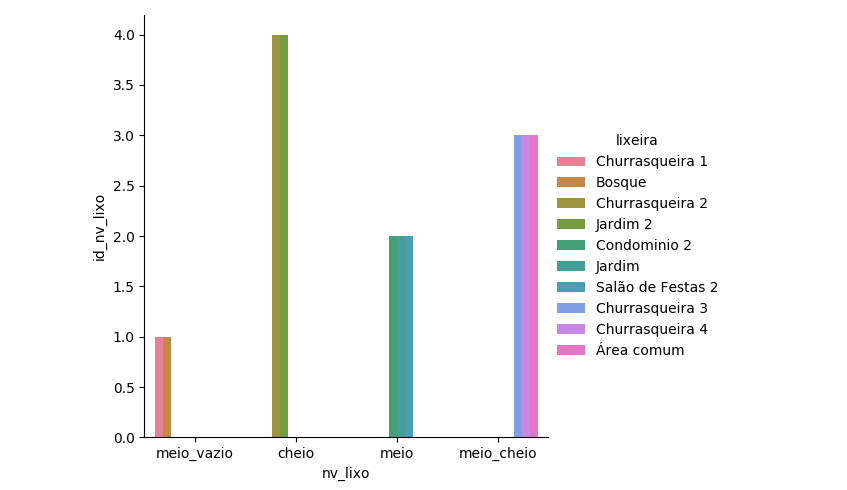 4.0
3.5
3.0
2.5
2.0
1.5
1.0
0.5
0.0
id_nv_lixo
meio_vazio cheio meio meio_cheio
nv_lixo
lixeira
Churrasqueira 1
Bosque
Churrasqueira 2
Jardim 2
Condominio 2
Jardim
Salão de Festas 2
Churrasqueira 3
Churrasqueira 4
Área comum